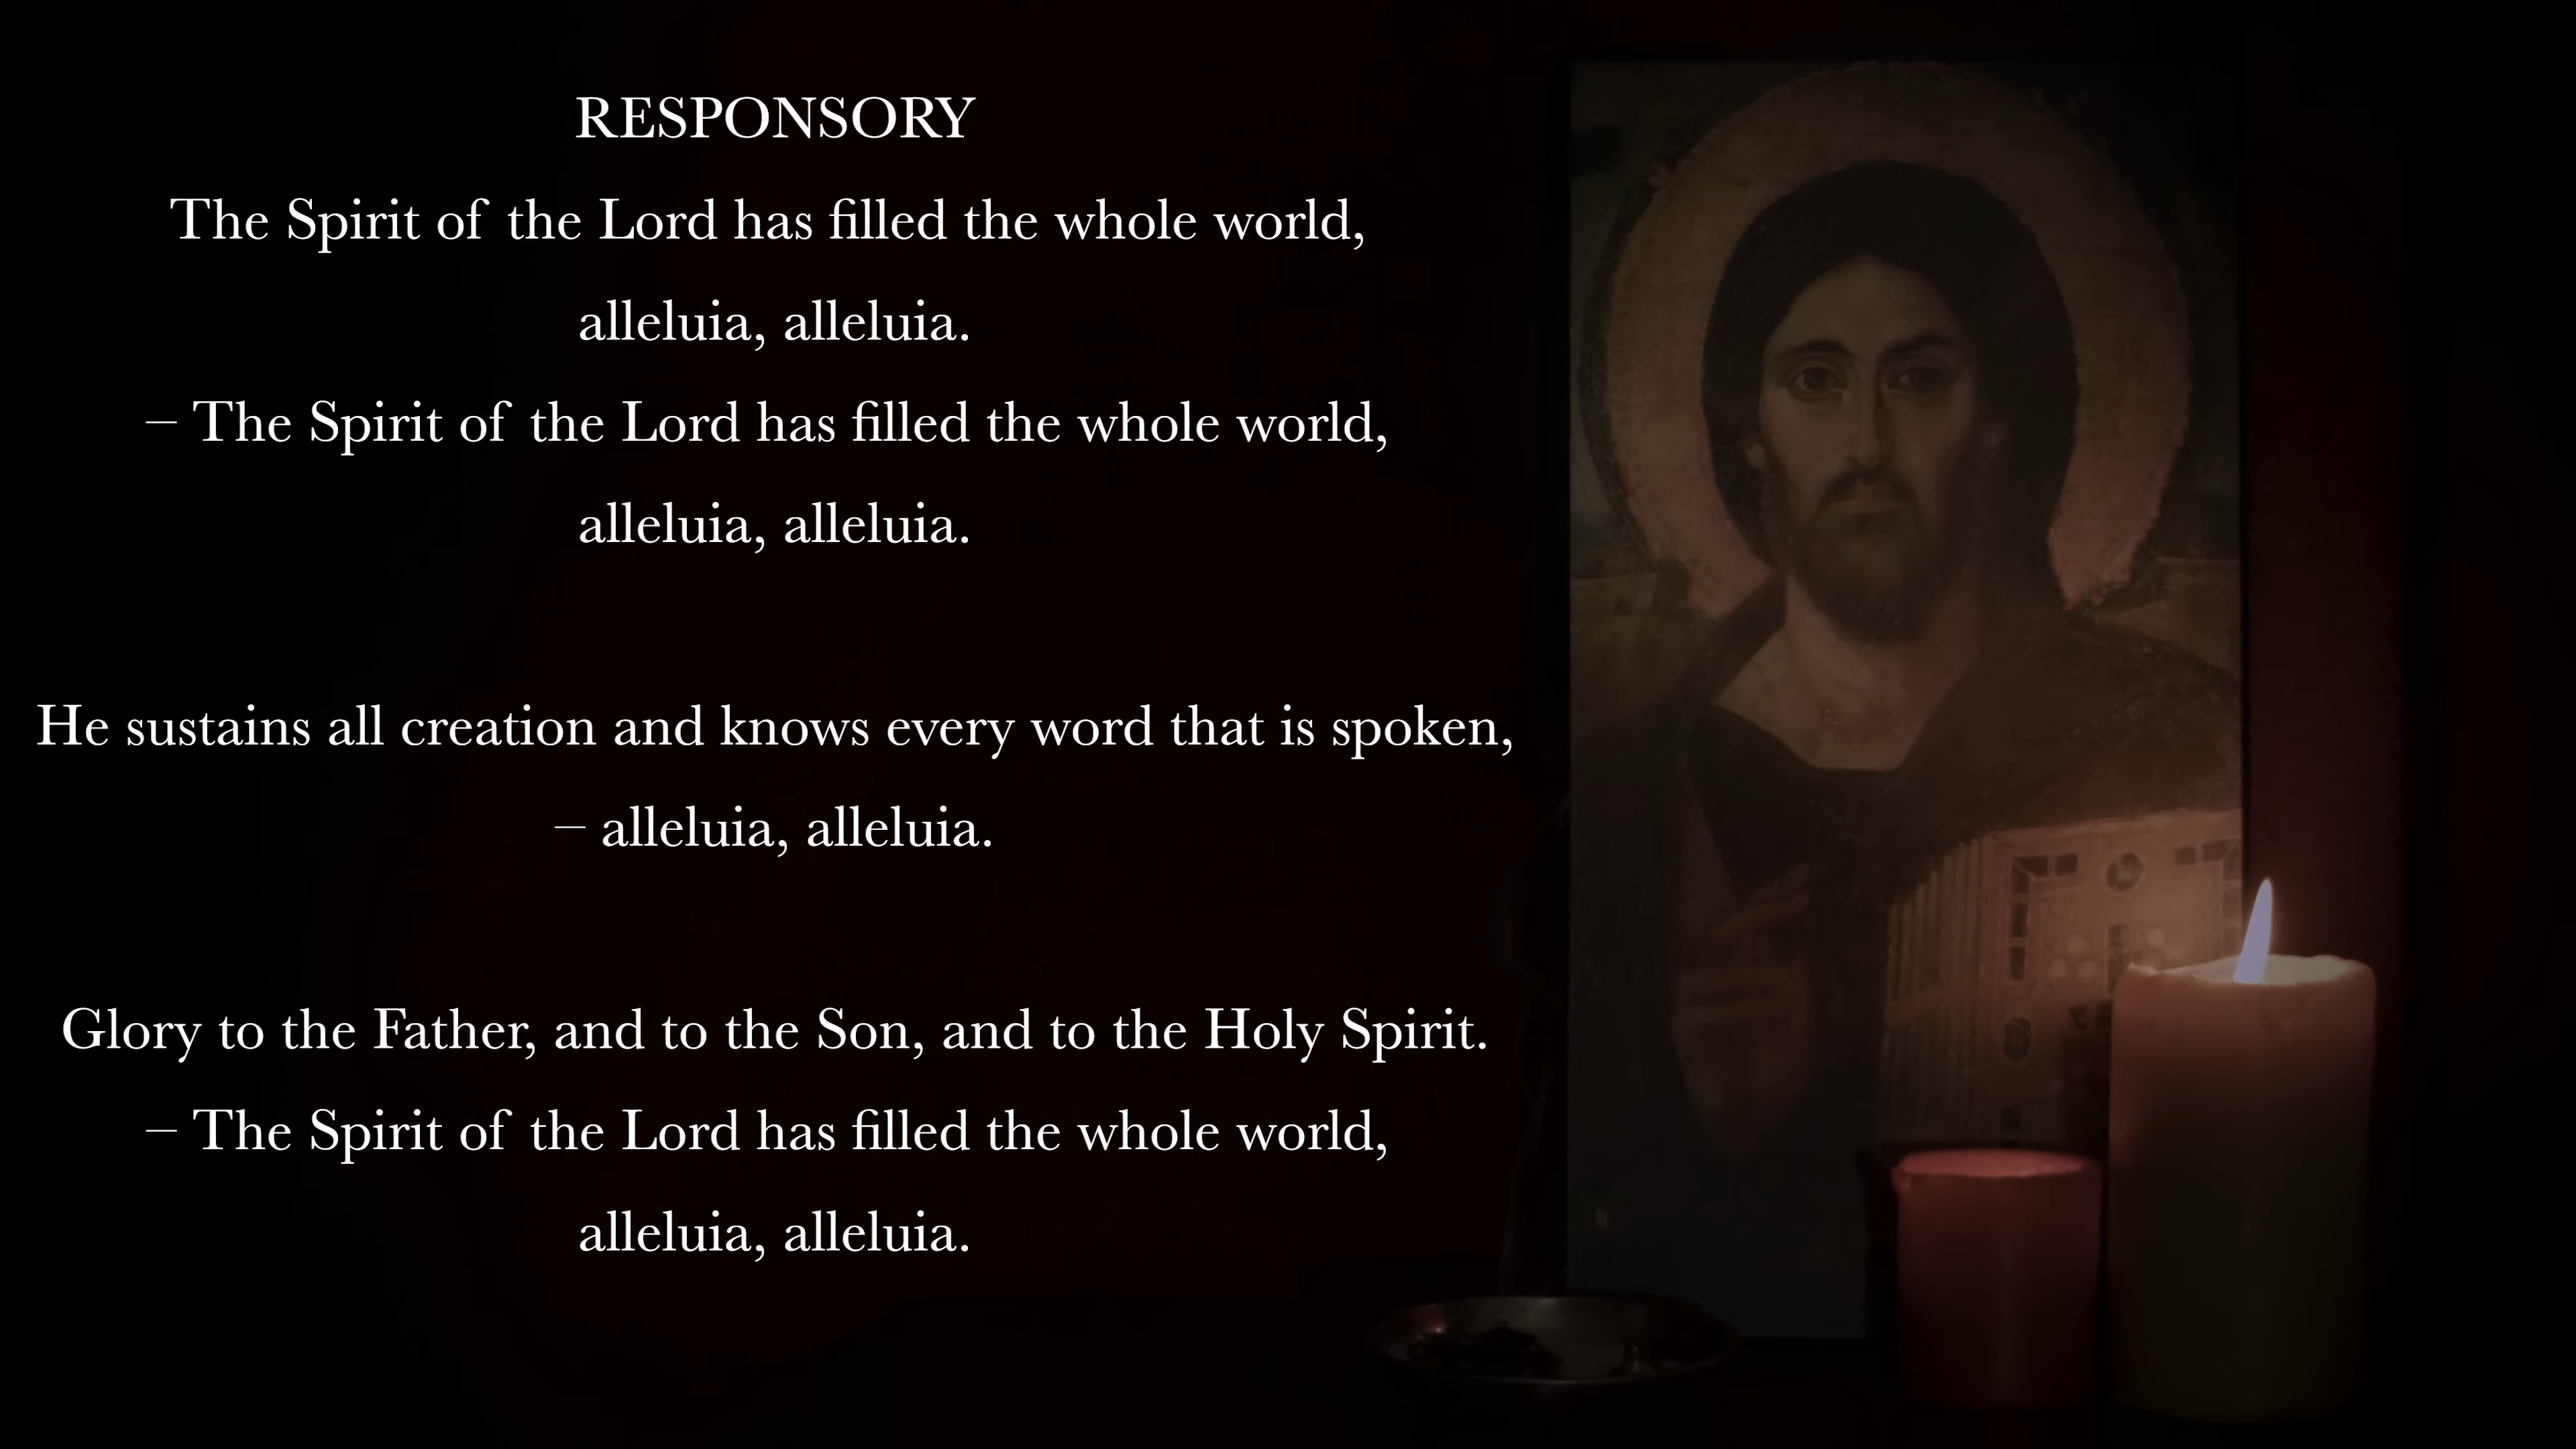 RESPONSORY
The Spirit of the Lord has filled the whole world,
alleluia, alleluia.
– The Spirit of the Lord has filled the whole world,
alleluia, alleluia.
He sustains all creation and knows every word that is spoken,
– alleluia, alleluia.
Glory to the Father, and to the Son, and to the Holy Spirit.
– The Spirit of the Lord has filled the whole world,
alleluia, alleluia.